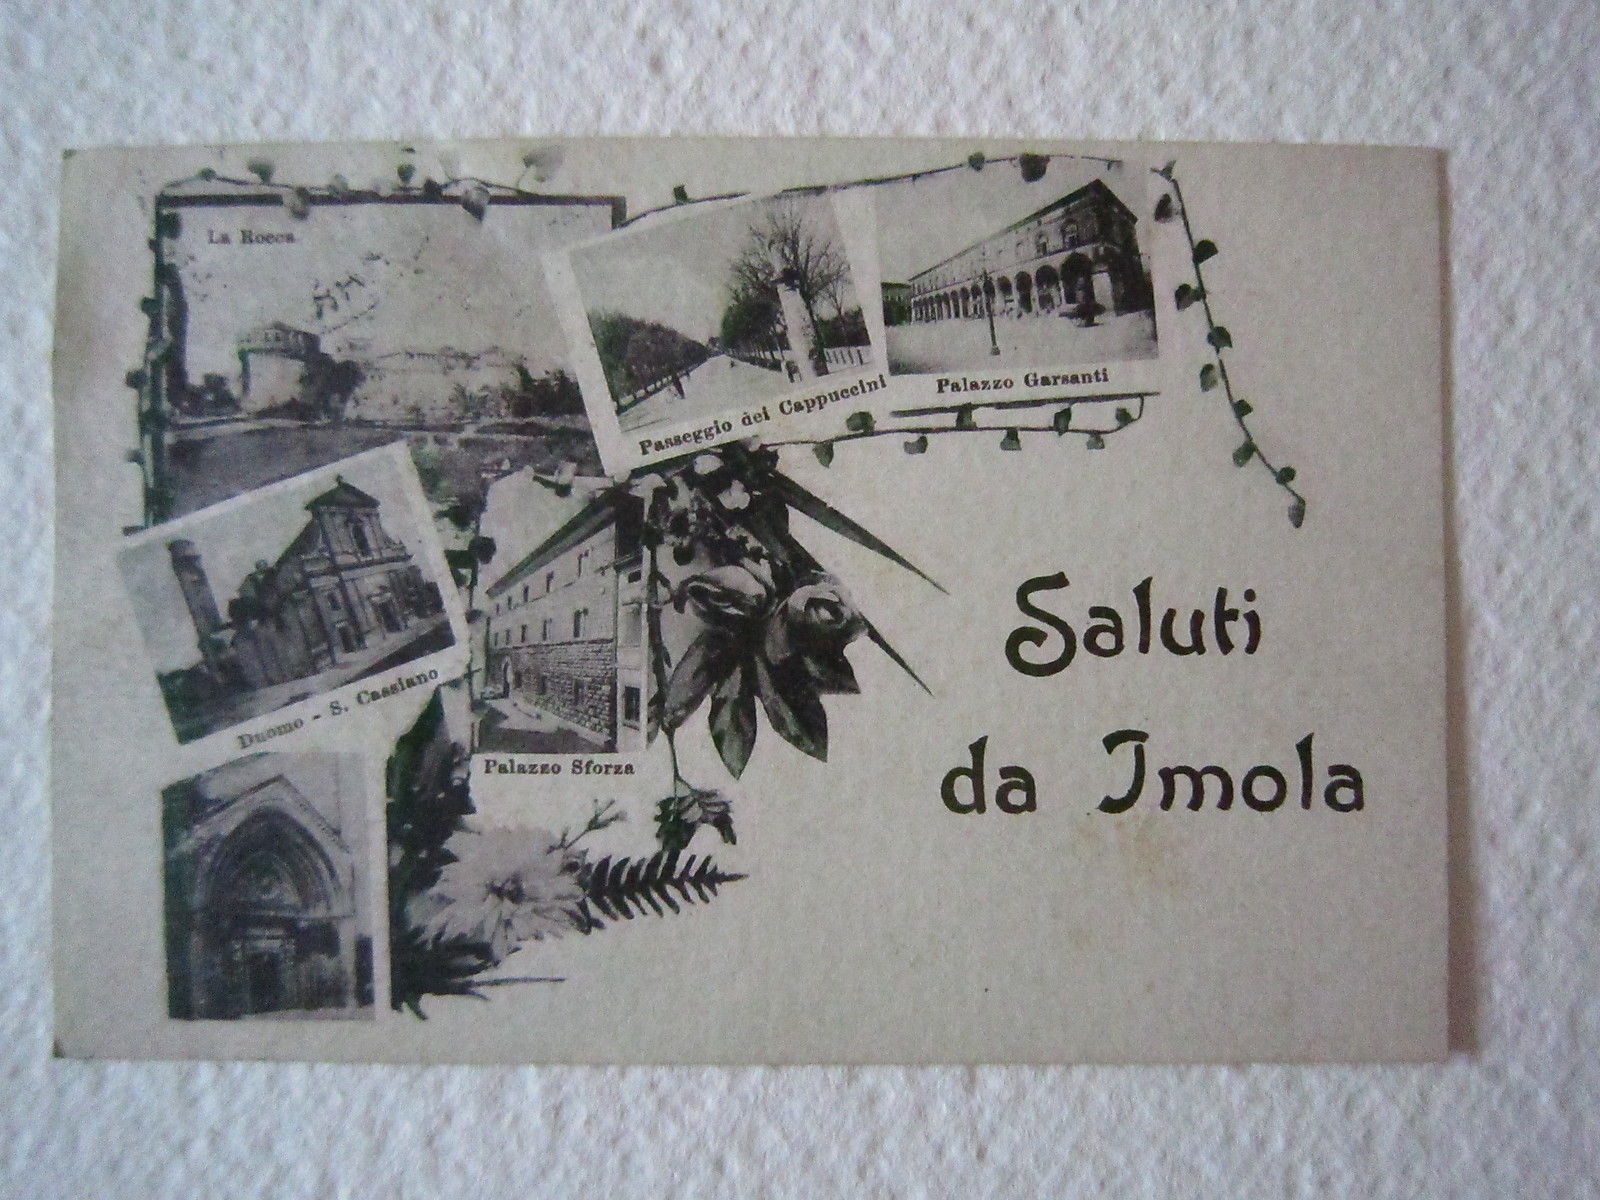 La Rocca
Passeggio dei Cappuccini
Palazzo Garsanti
Duomo - S. Cassiano
Palazzo Sforza
Saluti
da Imola